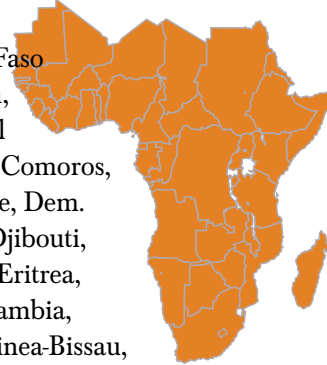 Faso
,
l
Comoros,
e, Dem.
Djibouti,
Eritrea,
ambia,
inea-Bissau,